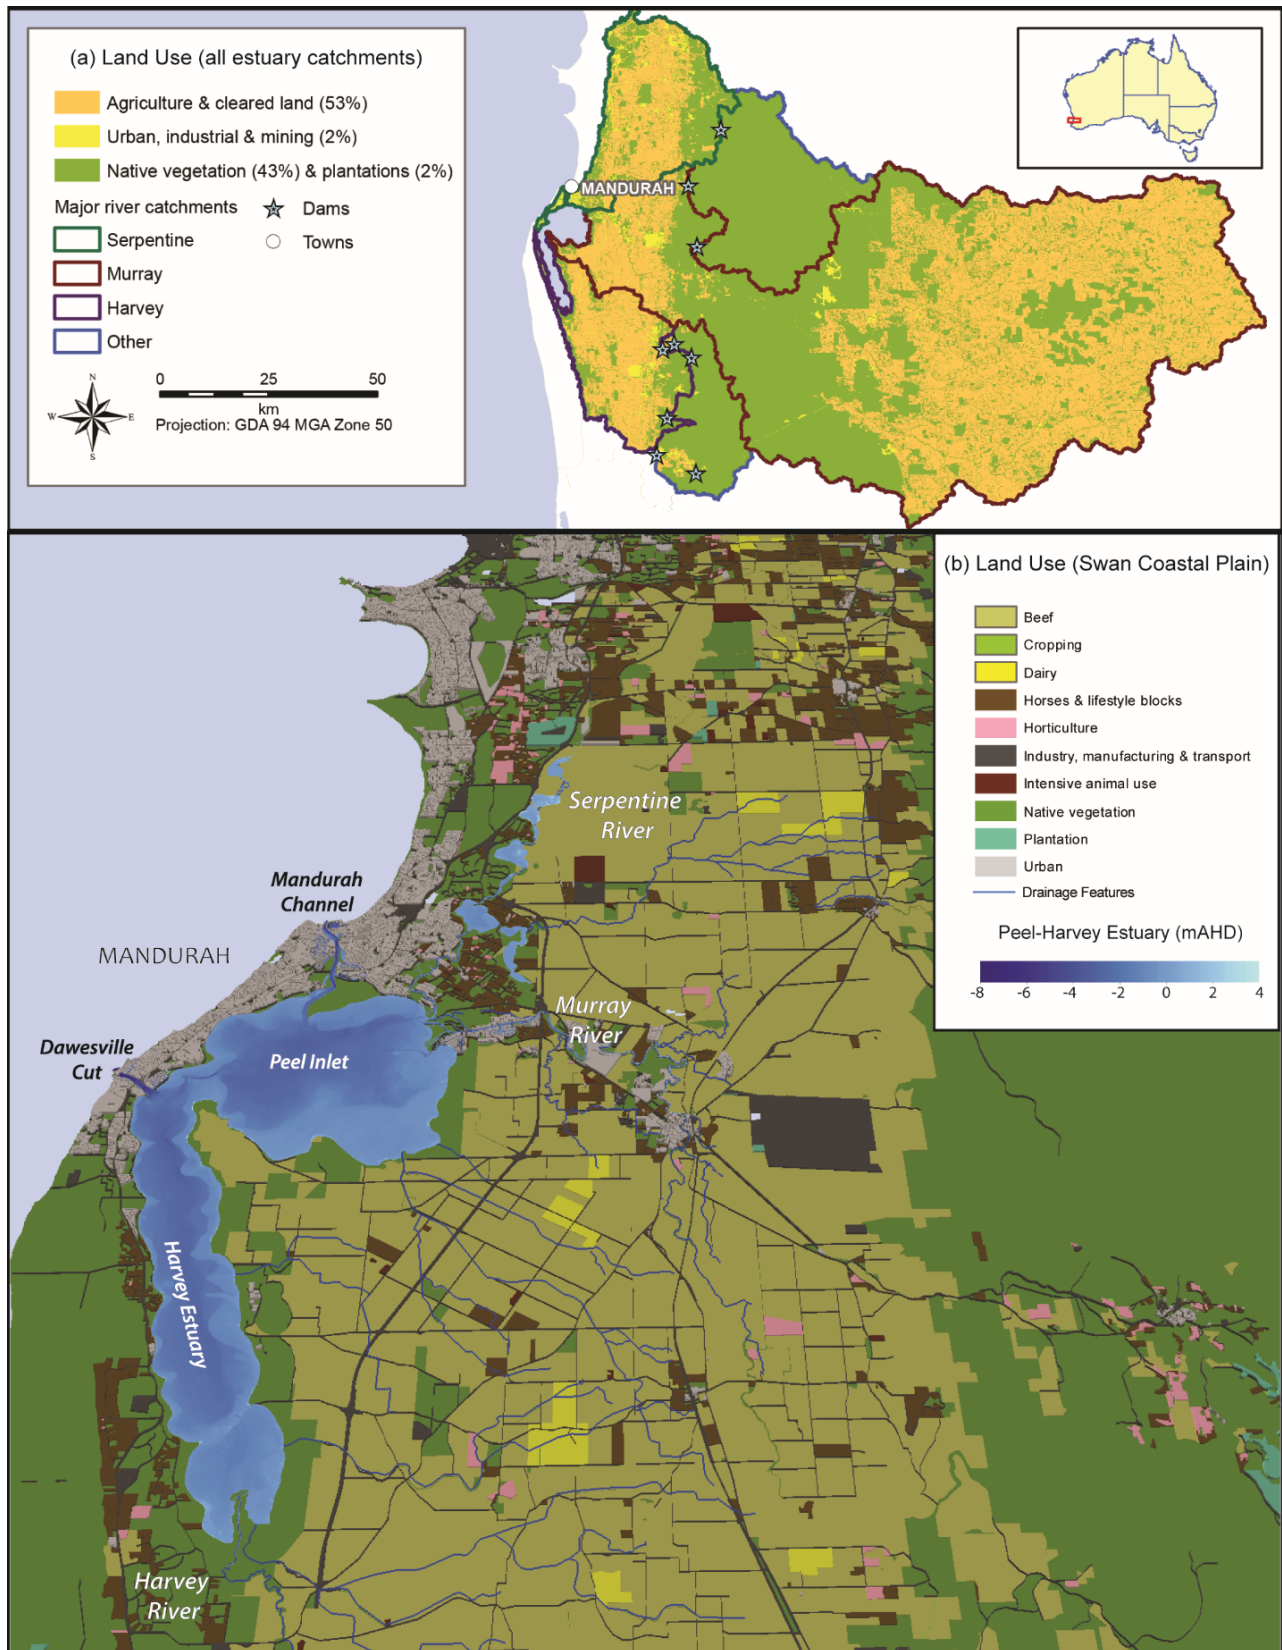 (a) Land Use (all estuary catchments)
Agriculture & cleared land (53%)
Urban, industrial & mining (2%)
Native vegetation (43%) & plantations (2%)
Major river catchments
Dams
Serpentine
Towns
Murray
Harvey
Other
N
W
E
S
0 25 50
km
Projection: GDA 94 MGA Zone 50
MANDURAH
(b) Land Use (Swan Coastal Plain)
Beef
Cropping
Dairy
Horses & lifestyle blocks
Horticulture
Industry, manufacturing & transport
Intensive animal use
Native vegetation
Plantation
Urban
Drainage Features
Peel-Harvey Estuary (mAHD)
-8 -6 -4 -2 0 2 4
Serpentine
River
Mandurah
Channel
MANDURAH
Murray
River
Dawesville
Cut
Peel Inlet
Harvey Estuary
Harvey
River